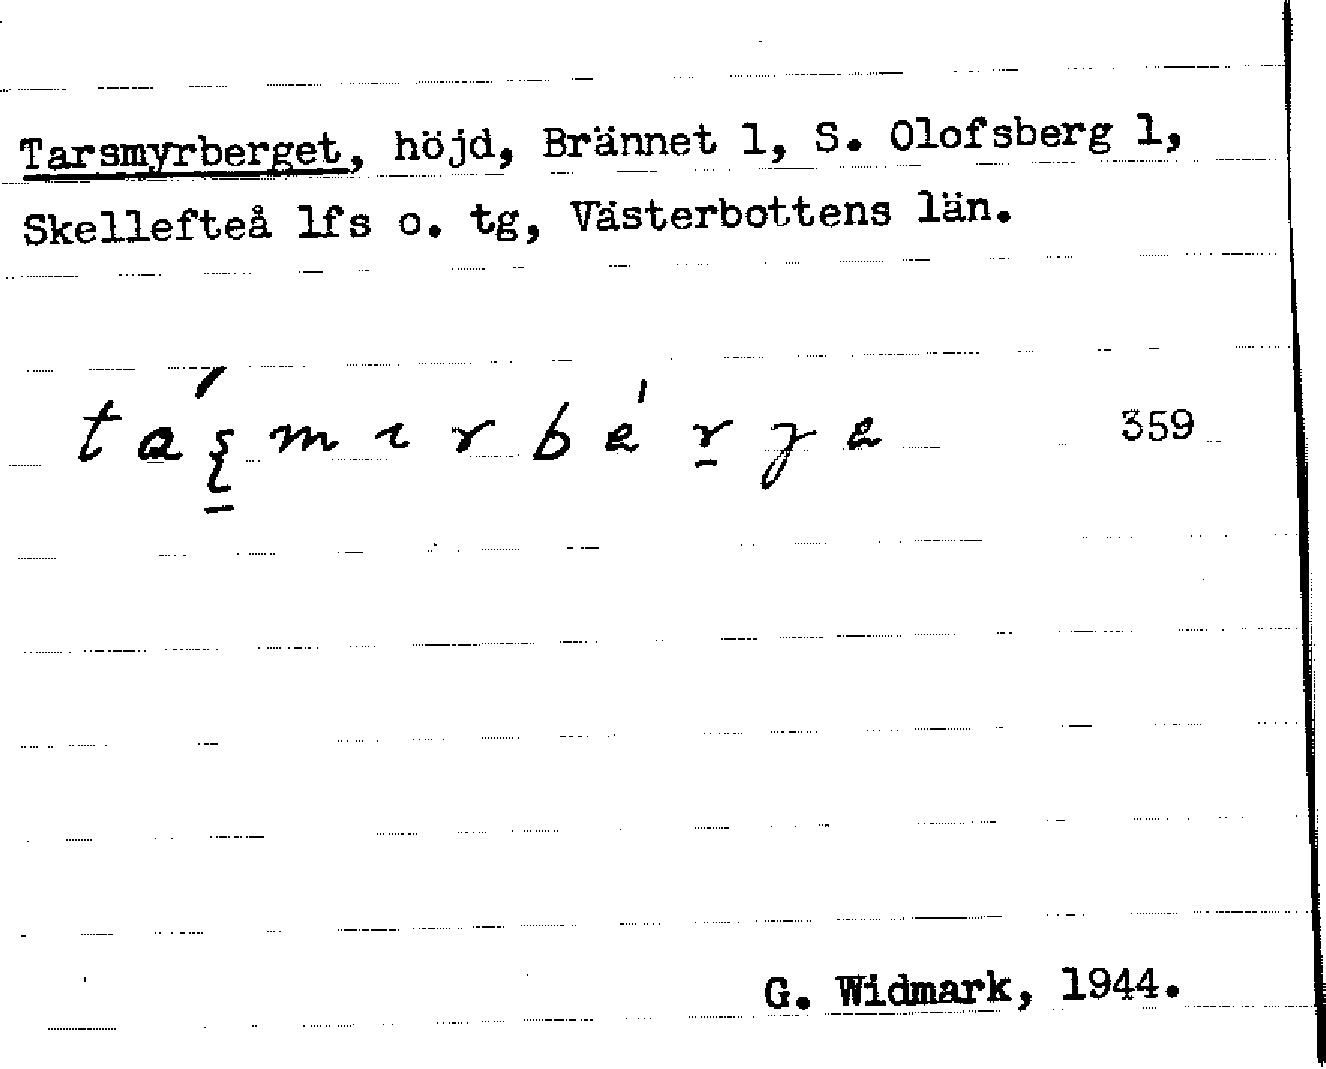 Tarsmyrberget, höjd, Brännet 1, S. Olofsberg 1,
Skellefteå lfs o. tg, Västerbottens län.
359
G. Widmark, 1944.